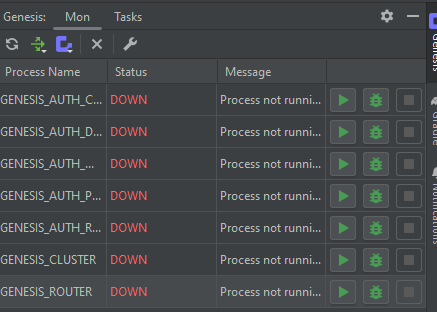 Genesis: Mon Tasks
Process Name Status Message
GENESIS_AUTH_C... DOWN Process not runni...
GENESIS_AUTH_D... DOWN Process not runni...
GENESIS_AUTH_... DOWN Process not runni...
GENESIS_AUTH_P... DOWN Process not runni...
GENESIS_AUTH_R... DOWN Process not runni...
GENESIS_CLUSTER DOWN Process not runni...
GENESIS_ROUTER DOWN Process not runni...
Genesis
Gradle
Notifications